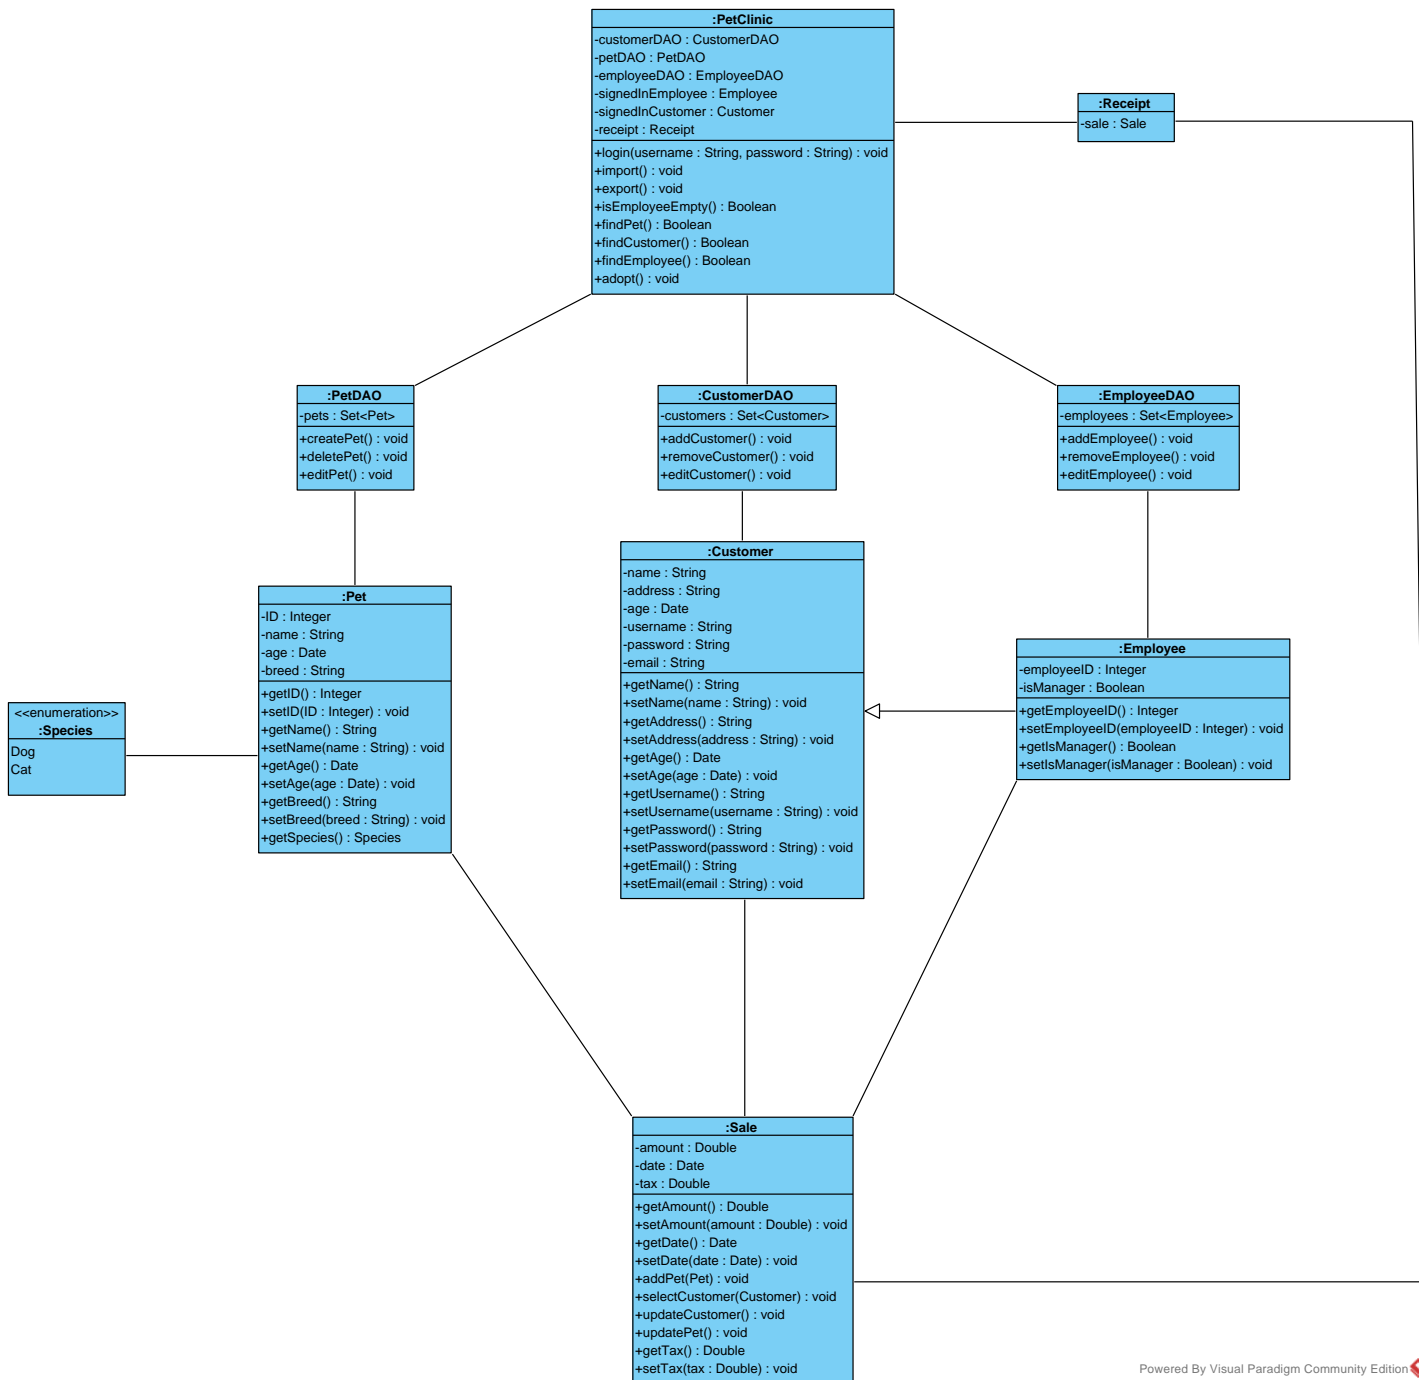 :PetClinic
-customerDAO : CustomerDAO
-petDAO : PetDAO
-employeeDAO : EmployeeDAO
-signedInEmployee : Employee
-signedInCustomer : Customer
-receipt : Receipt
+login(username : String, password : String) : void
+import() : void
+export() : void
+isEmployeeEmpty() : Boolean
+findPet() : Boolean
+findCustomer() : Boolean
+findEmployee() : Boolean
+adopt() : void
:Receipt
-sale : Sale
:PetDAO
-pets : Set<Pet>
+createPet() : void
+deletePet() : void
+editPet() : void
:CustomerDAO
-customers : Set<Customer>
+addCustomer() : void
+removeCustomer() : void
+editCustomer() : void
:EmployeeDAO
-employees : Set<Employee>
+addEmployee() : void
+removeEmployee() : void
+editEmployee() : void
<<enumeration>>
:Species
Dog
Cat
:Pet
-ID : Integer
-name : String
-age : Date
-breed : String
+getID() : Integer
+setID(ID : Integer) : void
+getName() : String
+setName(name : String) : void
+getAge() : Date
+setAge(age : Date) : void
+getBreed() : String
+setBreed(breed : String) : void
+getSpecies() : Species
:Customer
-name : String
-address : String
-age : Date
-username : String
-password : String
-email : String
+getName() : String
+setName(name : String) : void
+getAddress() : String
+setAddress(address : String) : void
+getAge() : Date
+setAge(age : Date) : void
+getUsername() : String
+setUsername(username : String) : void
+getPassword() : String
+setPassword(password : String) : void
+getEmail() : String
+setEmail(email : String) : void
:Employee
-employeeID : Integer
-isManager : Boolean
+getEmployeeID() : Integer
+setEmployeeID(employeeID : Integer) : void
+getIsManager() : Boolean
+setIsManager(isManager : Boolean) : void
:Sale
-amount : Double
-date : Date
-tax : Double
+getAmount() : Double
+setAmount(amount : Double) : void
+getDate() : Date
+setDate(date : Date) : void
+addPet(Pet) : void
+selectCustomer(Customer) : void
+updateCustomer() : void
+updatePet() : void
+getTax() : Double
+setTax(tax : Double) : void
Powered By Visual Paradigm Community Edition